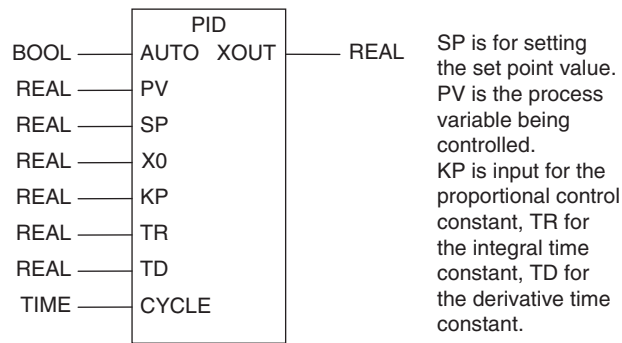 PID
BOOL AUTO XOUT REAL
REAL PV
REAL SP
REAL X0
REAL KP
REAL TR
REAL TD
TIME CYCLE
SP is for setting
the set point value.
PV is the process
variable being
controlled.
KP is input for the
proportional control
constant, TR for
the integral time
constant, TD for
the derivative time
constant.